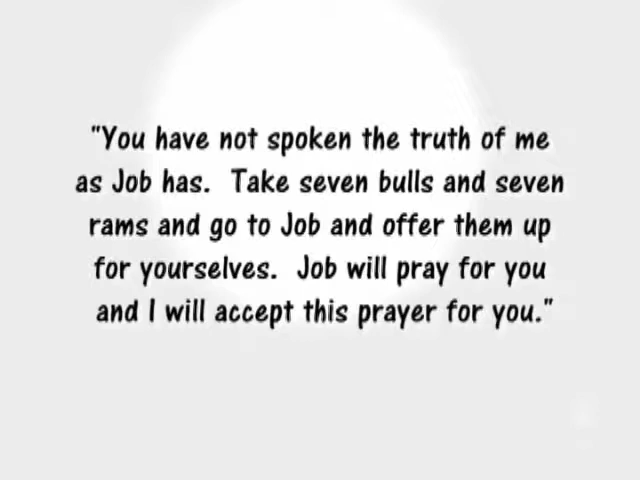 "You have not spoken the truth of me
as Job has.  Take seven bulls and seven
rams and go to Job and offer them up
for yourselves.  Job will pray for you
and I will accept this prayer for you."